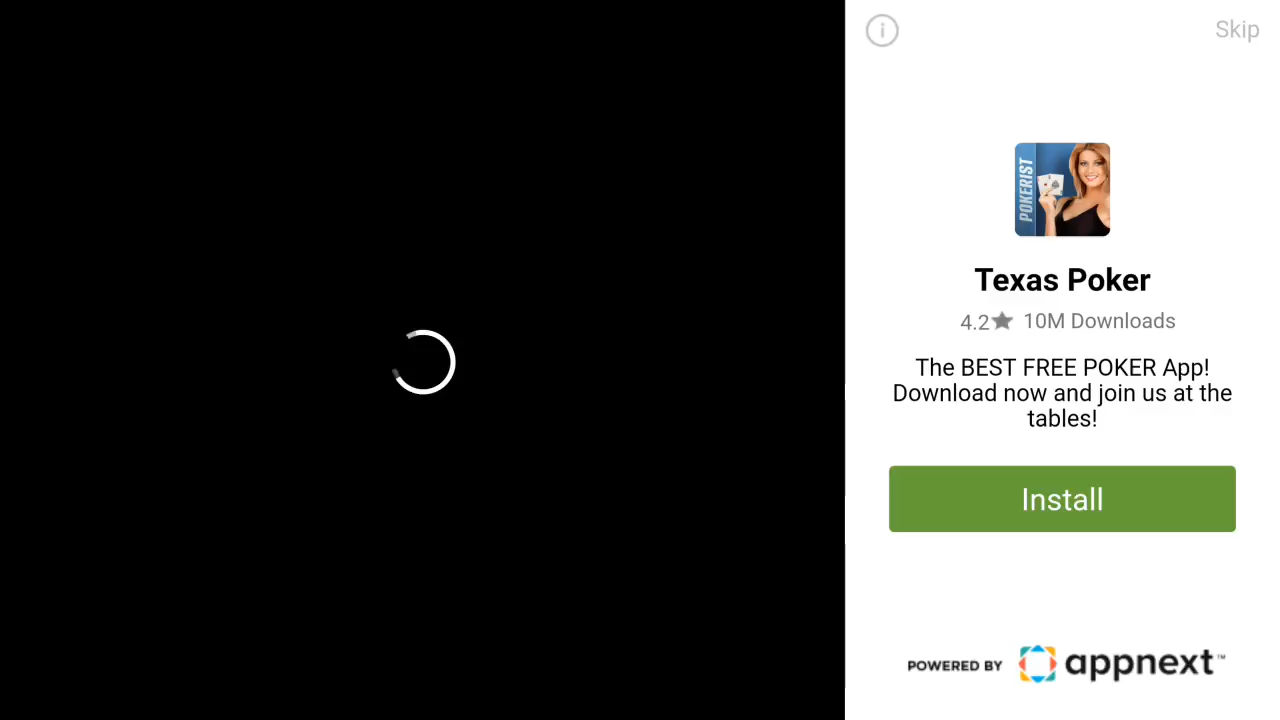 Skip
POKERIST
Texas Poker
4.2 10M Downloads
The BEST FREE POKER App!
Download now and join us at the
tables!
Install
POWERED BY appnext™